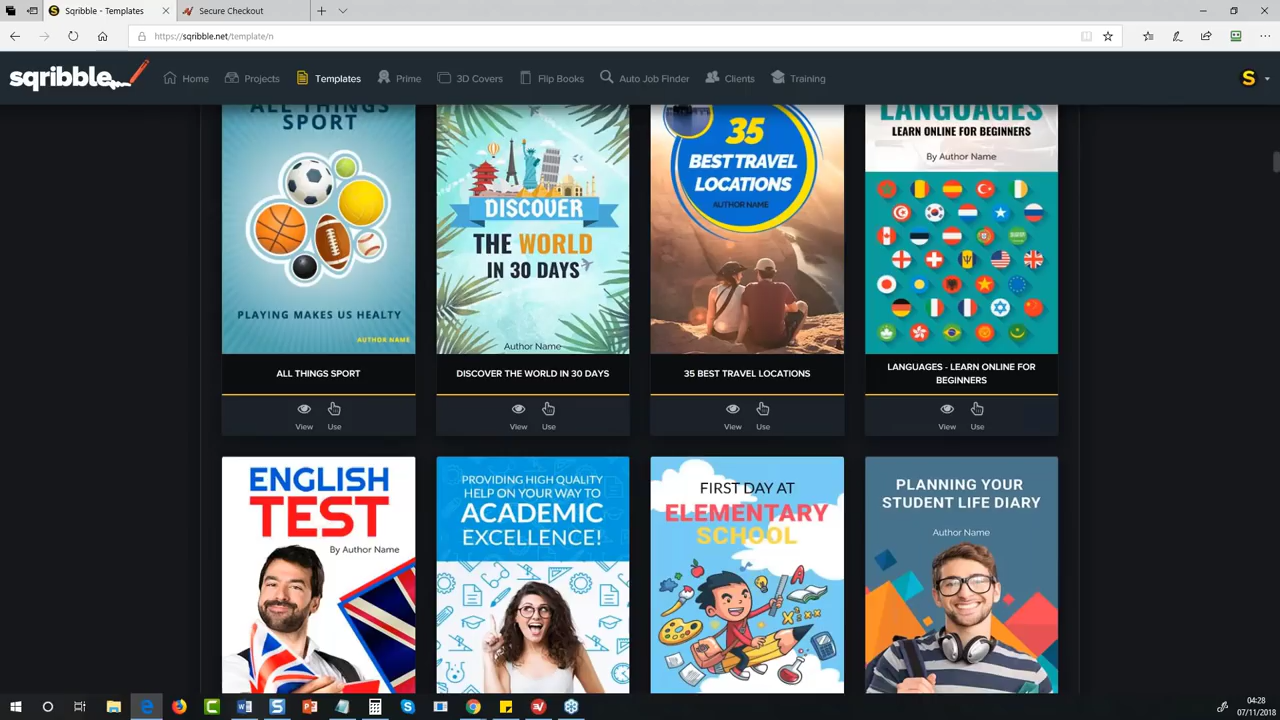 Sqribble - Templates
Secure Checkout
https://sqribble.net/template/n
sqribble
Home
Projects
Templates
Prime
3D Covers
Flip Books
Auto Job Finder
Clients
Training
S
ALL THINGS
SPORT
PLAYING MAKES US HEALTY
AUTHOR NAME
DISCOVER
THE WORLD
IN 30 DAYS
Author Name
35
BEST TRAVEL
LOCATIONS
AUTHOR NAME
LANGUAGES
LEARN ONLINE FOR BEGINNERS
By Author Name
ALL THINGS SPORT
DISCOVER THE WORLD IN 30 DAYS
35 BEST TRAVEL LOCATIONS
LANGUAGES - LEARN ONLINE FOR
BEGINNERS
View
Use
View
Use
View
Use
View
Use
ENGLISH
TEST
By Author Name
PROVIDING HIGH QUALITY
HELP ON YOUR WAY TO
ACADEMIC
EXCELLENCE!
FIRST DAY AT
ELEMENTARY
SCHOOL
PLANNING YOUR
STUDENT LIFE DIARY
Author Name
04:28
07/11/2018